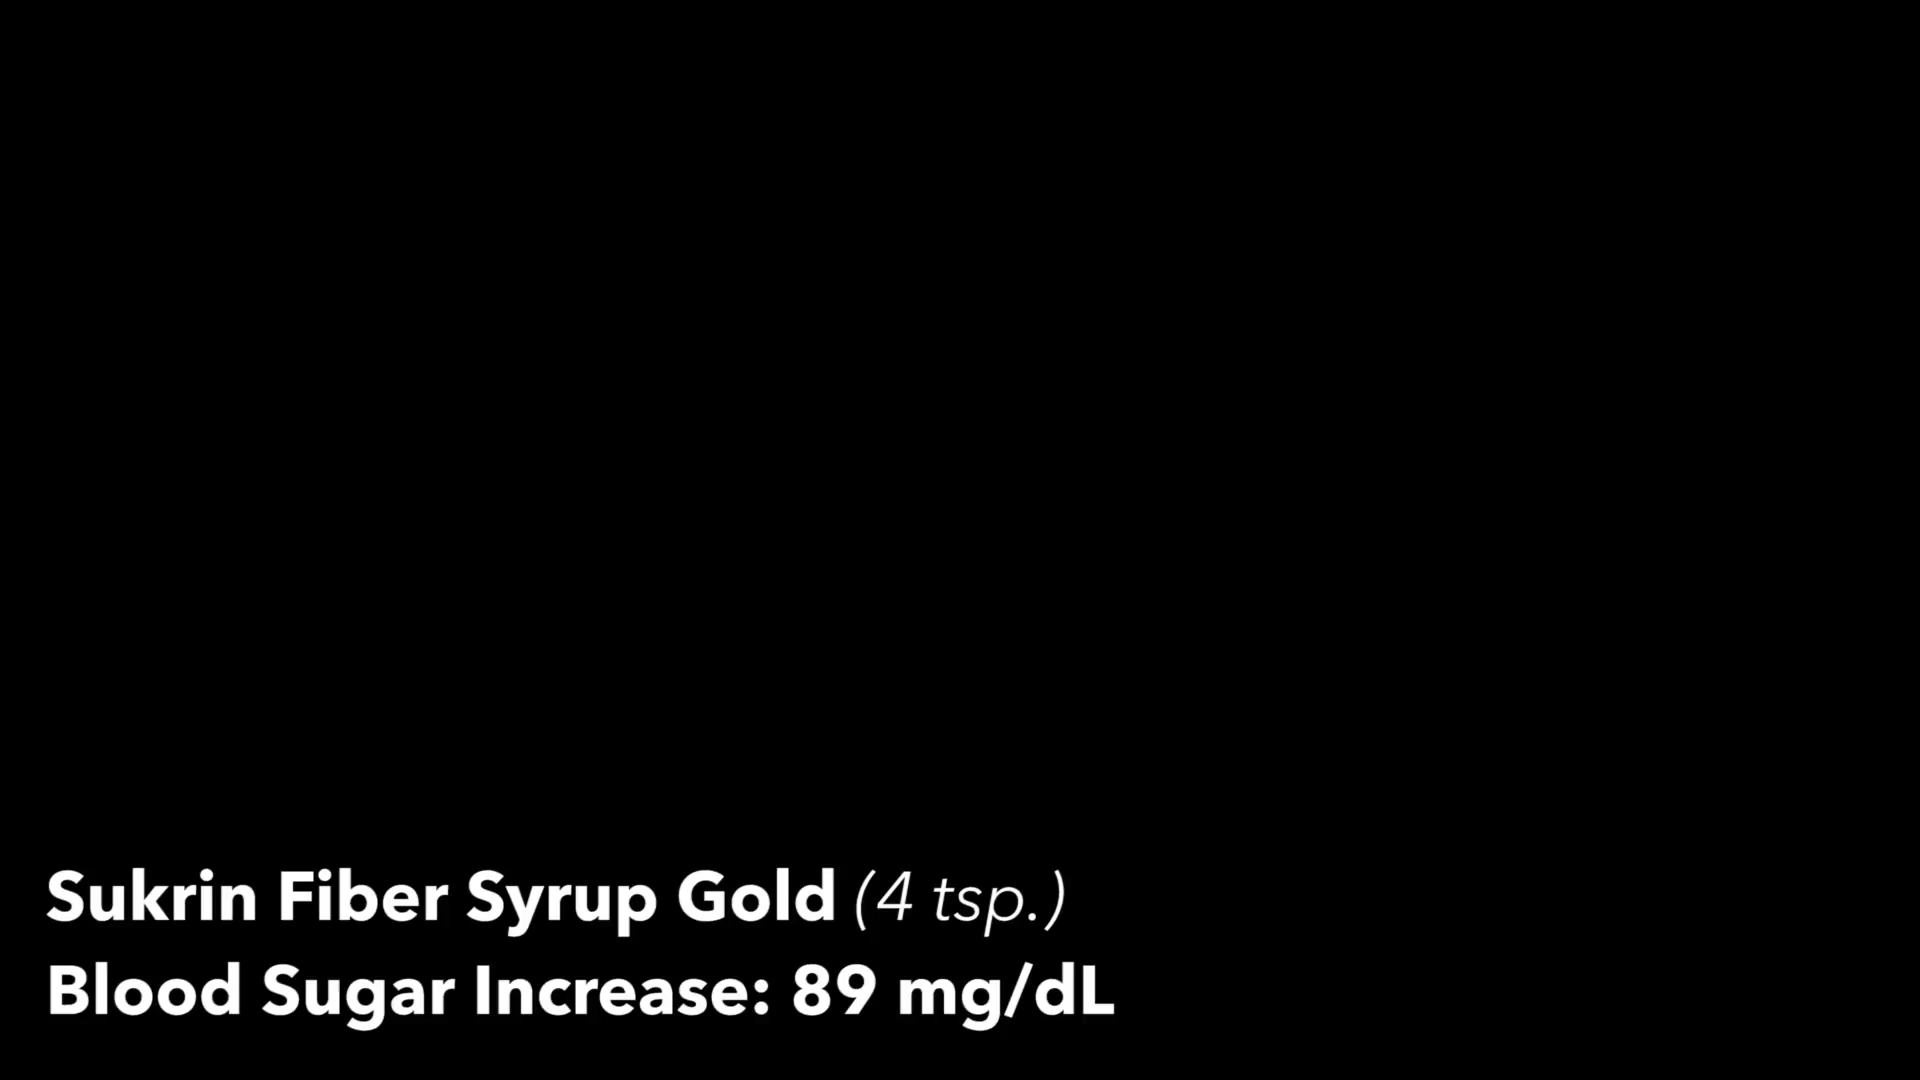 Sukrin Fiber Syrup Gold (4 tsp.)
Blood Sugar Increase: 89 mg/dL